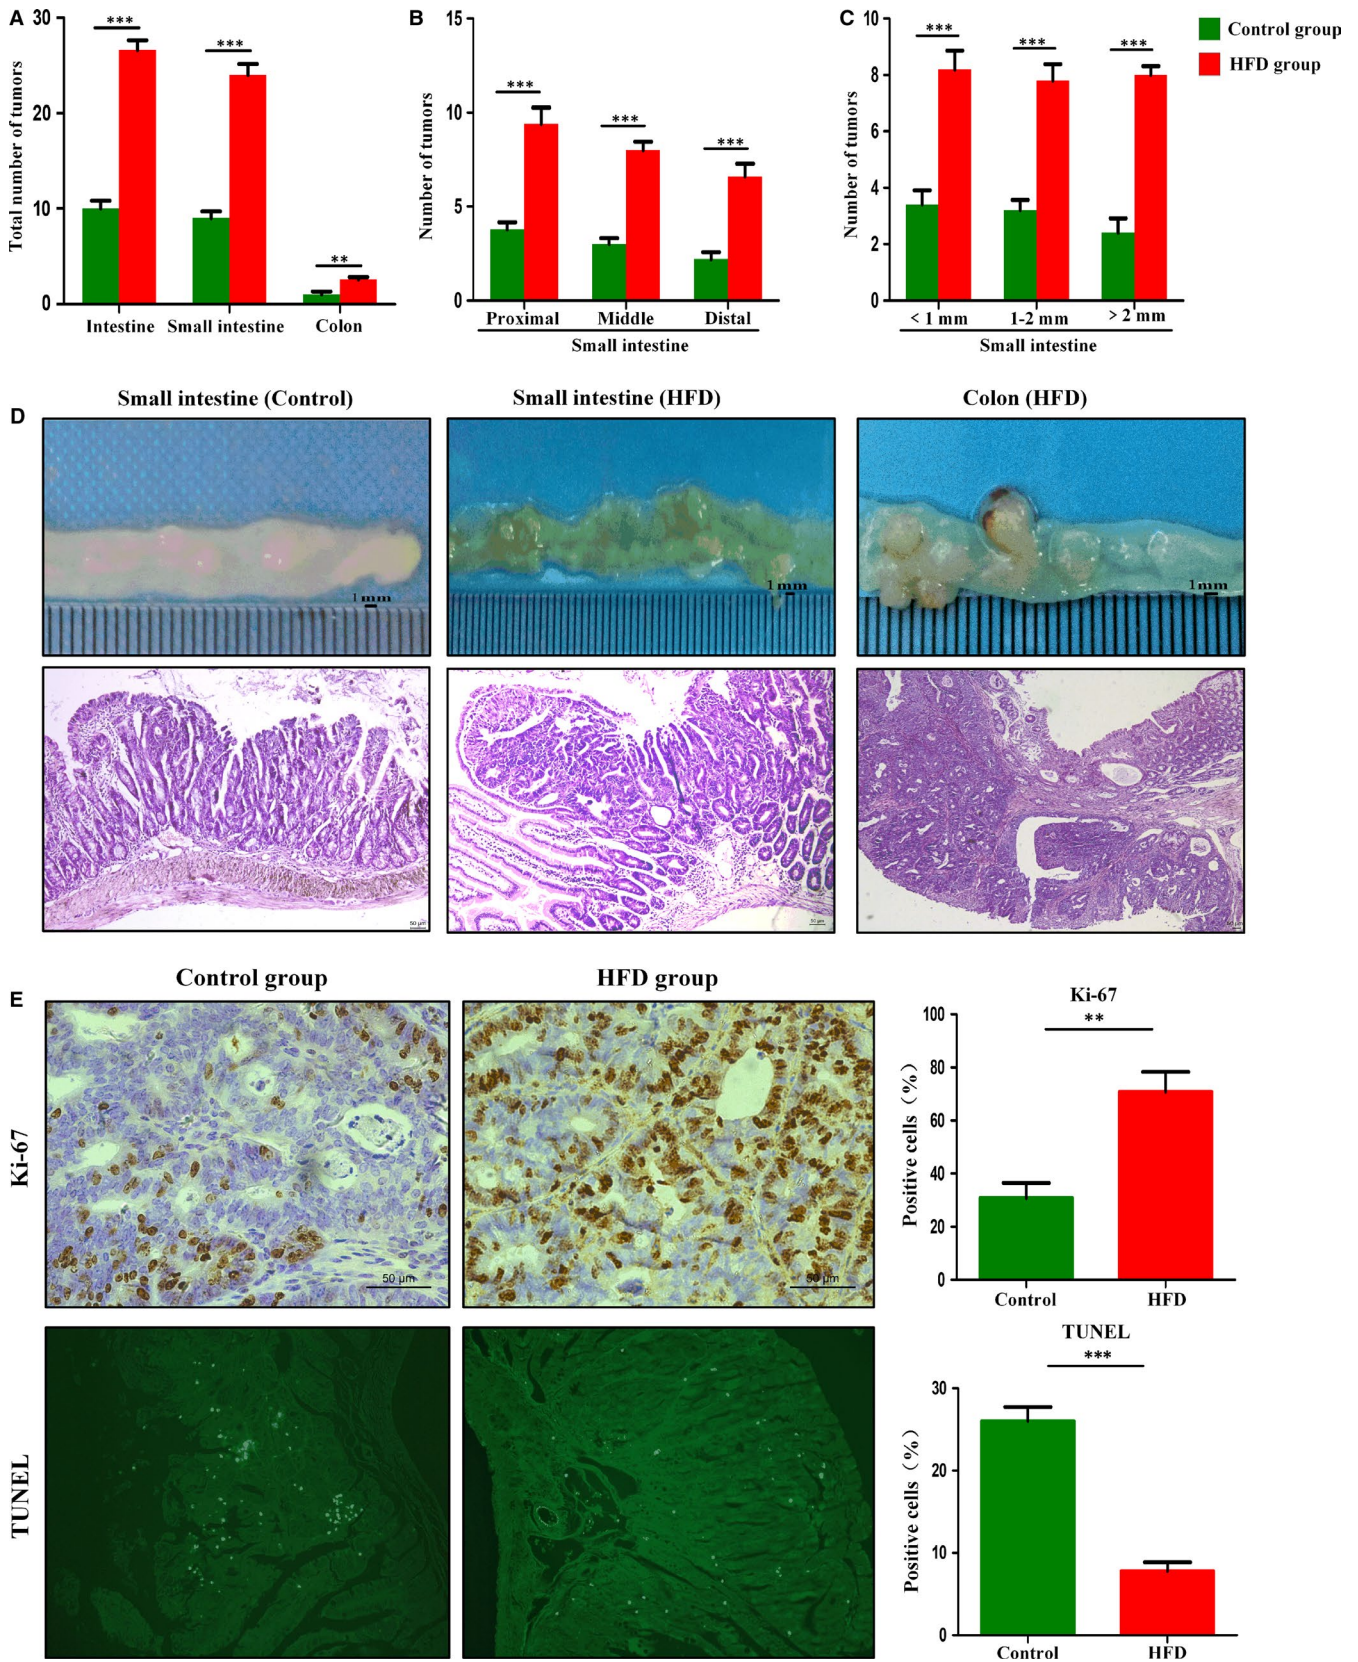 A
Total number of tumors
30
20
10
0
***
***
**
Intestine
Small intestine
Colon
B
Number of tumors
15
10
5
0
***
***
***
Proximal
Middle
Distal
Small intestine
C
Number of tumors
10
8
6
4
2
0
***
***
***
< 1 mm
1-2 mm
> 2 mm
Small intestine
Control group
HFD group
D
Small intestine (Control)
Small intestine (HFD)
Colon (HFD)
1 mm
1 mm
1 mm
50 µm
50 µm
E
Control group
HFD group
Ki-67
50 µm
50 µm
TUNEL
Ki-67
**
Positive cells (%)
100
80
60
40
20
0
Control
HFD
TUNEL
***
Positive cells (%)
30
20
10
0
Control
HFD